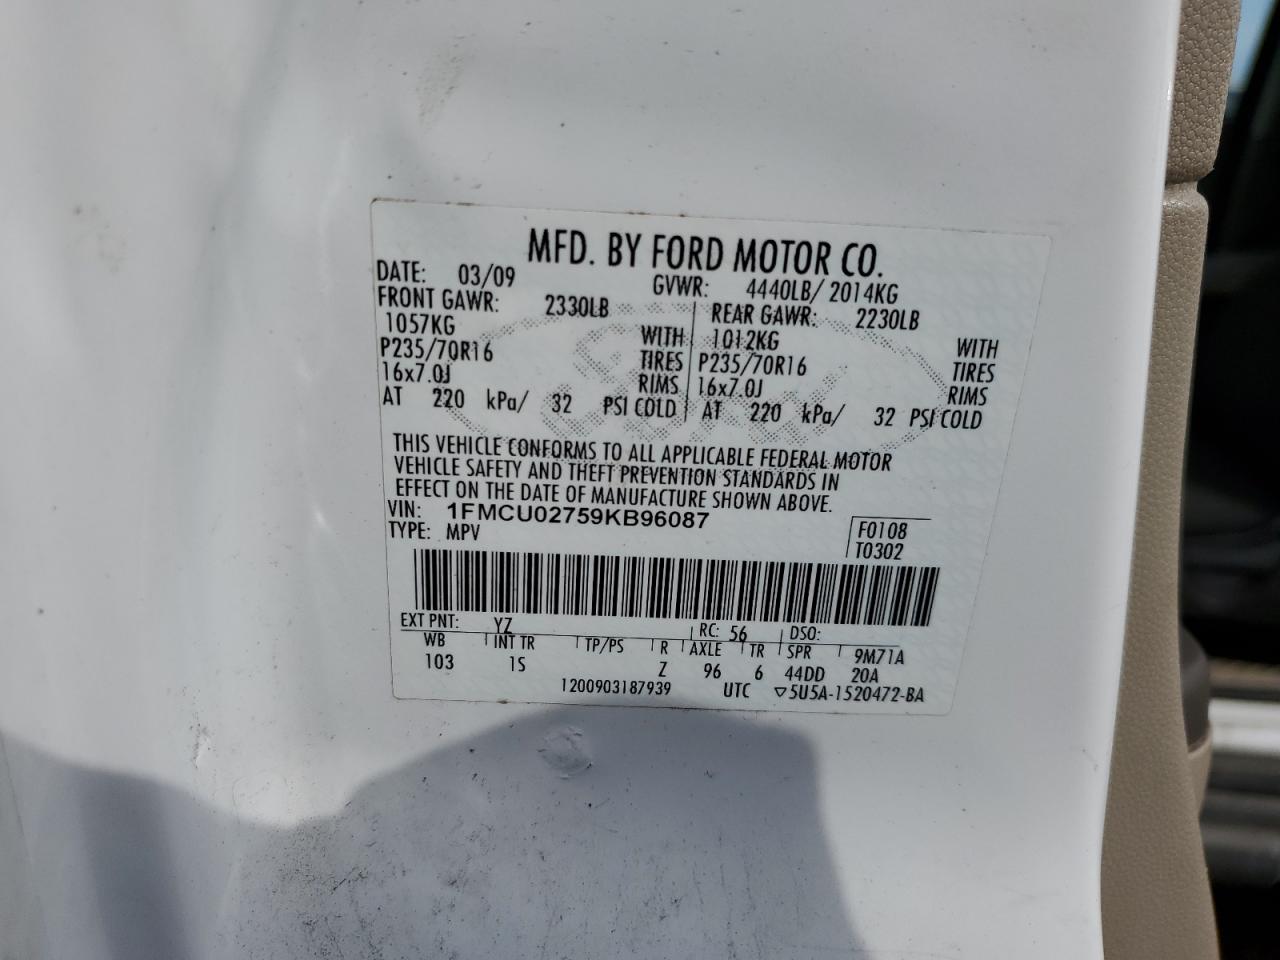 MFD. BY FORD MOTOR CO.
DATE: 03/09 GVWR: 4440LB/ 2014KG
FRONT GAWR: 2330LB REAR GAWR: 2230LB
1057KG WITH 1012KG WITH
P235/70R16 TIRES P235/70R16 TIRES
16x7.0J RIMS 16x7.0J RIMS
AT 220 kPa/ 32 PSI COLD AT 220 kPa/ 32 PSI COLD
THIS VEHICLE CONFORMS TO ALL APPLICABLE FEDERAL MOTOR
VEHICLE SAFETY AND THEFT PREVENTION STANDARDS IN
EFFECT ON THE DATE OF MANUFACTURE SHOWN ABOVE.
VIN: 1FMCU02759KB96087
TYPE: MPV
F0108
T0302
EXT PNT: YZ RC: 56 DSO:
WB INT TR TP/PS R AXLE TR SPR 9M71A
103 1S Z 96 6 44DD 20A
1200903187939 UTC ▽5U5A-1520472-BA